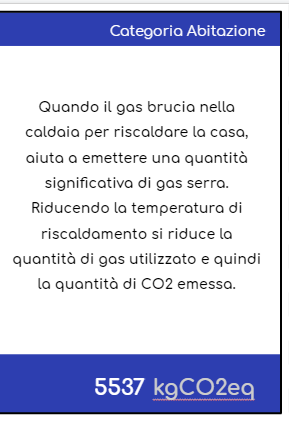 Categoria Abitazione
Quando il gas brucia nella
caldaia per riscaldare la casa,
aiuta a emettere una quantità
significativa di gas serra.
Riducendo la temperatura di
riscaldamento si riduce la
quantità di gas utilizzato e quindi
la quantità di CO2 emessa.
5537 kgCO2eq